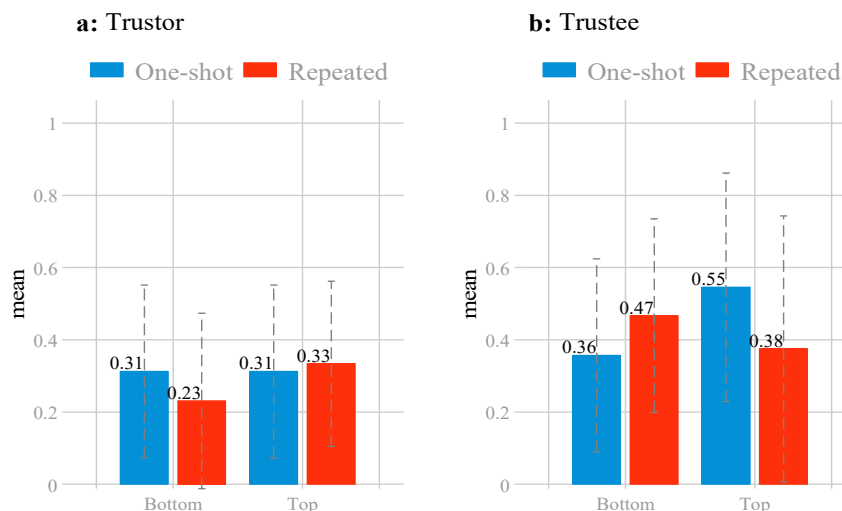 a: Trustor
One-shot Repeated
1
0.8
0.6
0.4
0.2
0
mean
0.31
0.23
0.31
0.33
Bottom Top
b: Trustee
One-shot Repeated
1
0.8
0.6
0.4
0.2
0
mean
0.36
0.47
0.55
0.38
Bottom Top